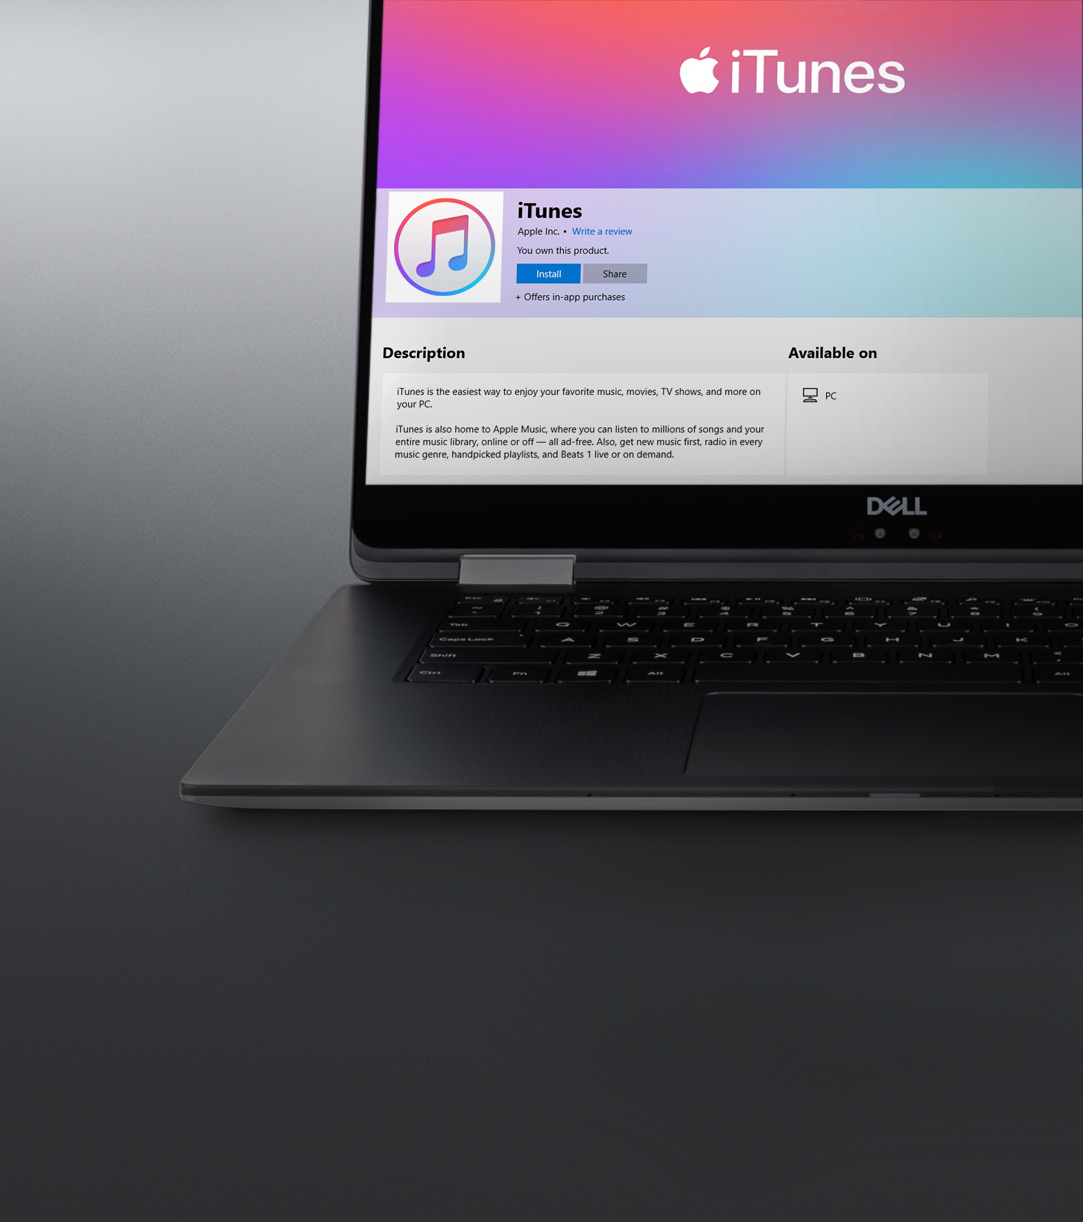 iTunes
iTunes
Apple Inc. • Write a review
You own this product.
Install
Share
+ Offers in-app purchases
Description
Available on
iTunes is the easiest way to enjoy your favorite music, movies, TV shows, and more on
your PC.
PC
iTunes is also home to Apple Music, where you can listen to millions of songs and your
entire music library, online or off — all ad-free. Also, get new music first, radio in every
music genre, handpicked playlists, and Beats 1 live or on demand.
DELL
Tab Q W E R T Y U O
Caps Lock A S D F G H J K
Shift Z X C V B N M
Ctrl Fn Alt Alt